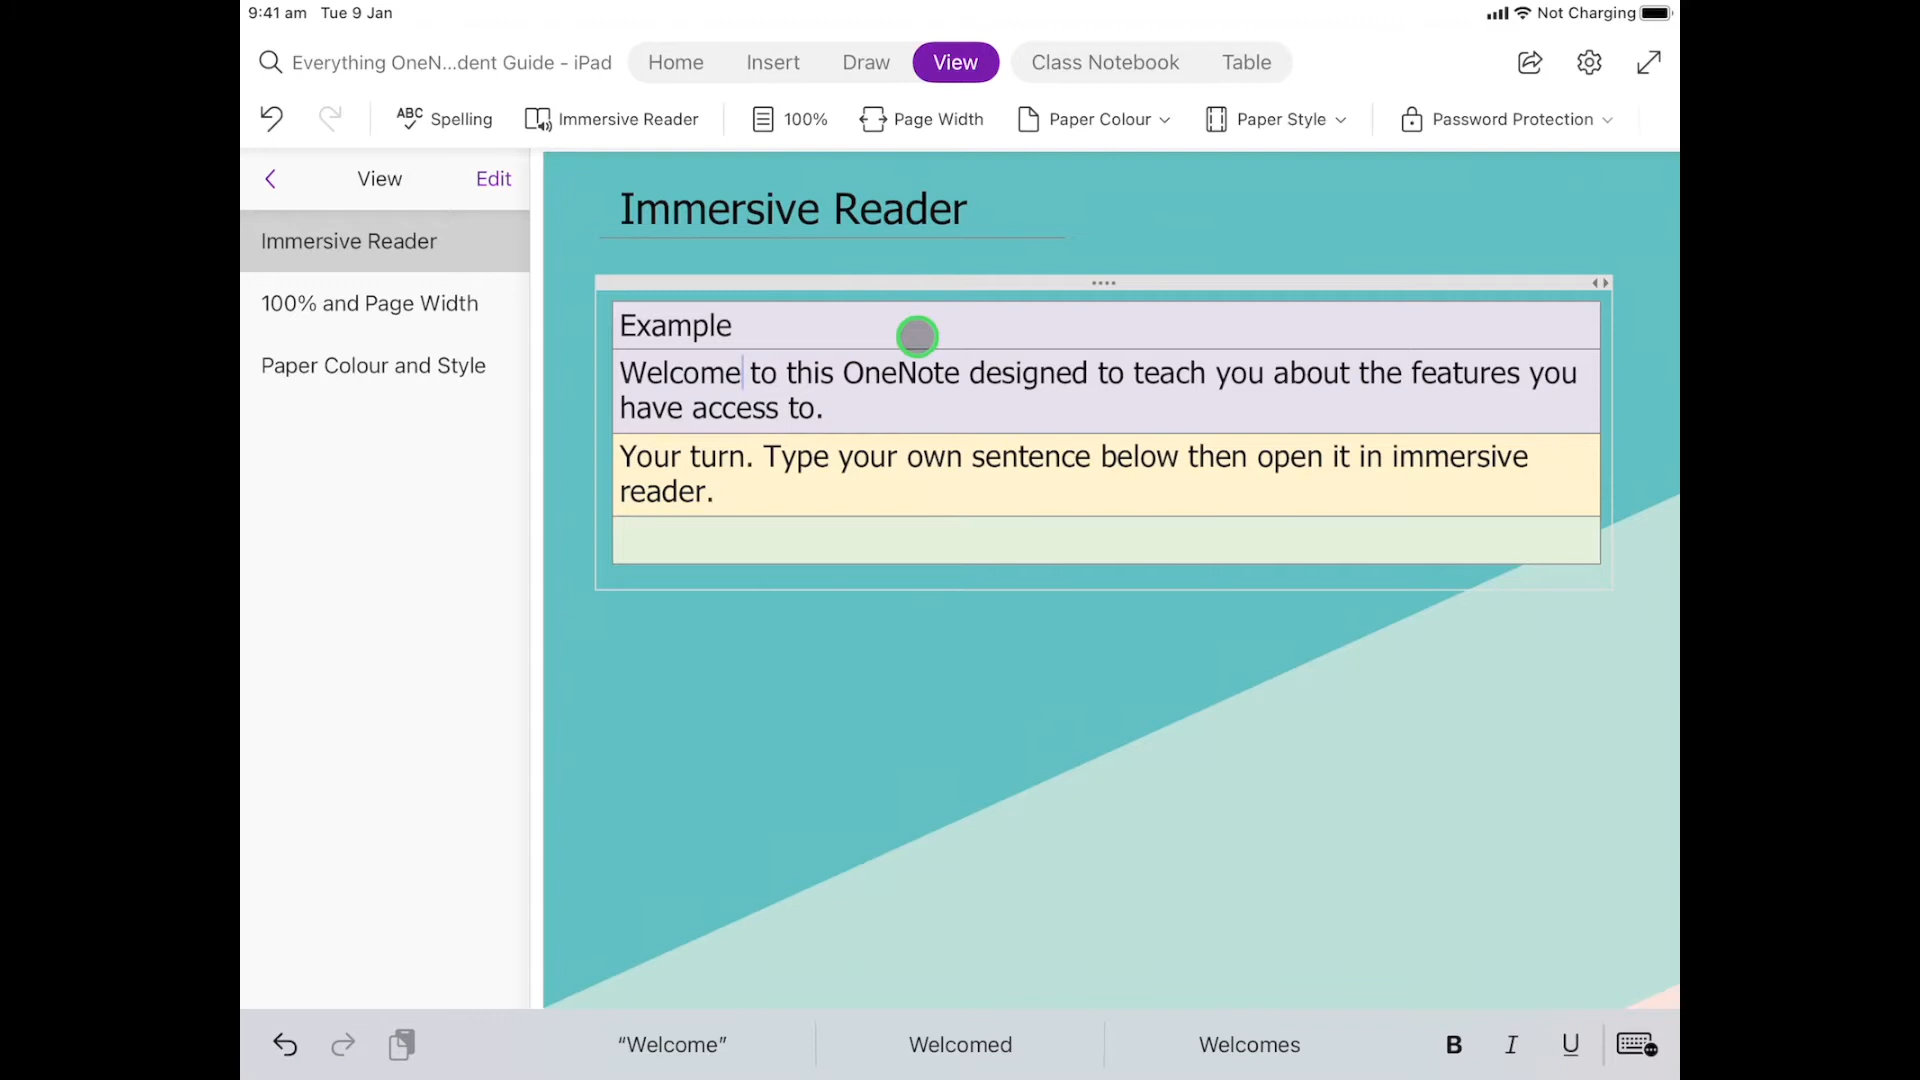 9:41 am Tue 9 Jan Not Charging
Everything OneN...dent Guide - iPad Home Insert Draw View Class Notebook Table
ABC Spelling Immersive Reader 100% Page Width Paper Colour Paper Style Password Protection
View Edit
Immersive Reader
100% and Page Width
Paper Colour and Style
Immersive Reader
Example
Welcome to this OneNote designed to teach you about the features you
have access to.
Your turn. Type your own sentence below then open it in immersive
reader.
“Welcome” Welcomed Welcomes B I U